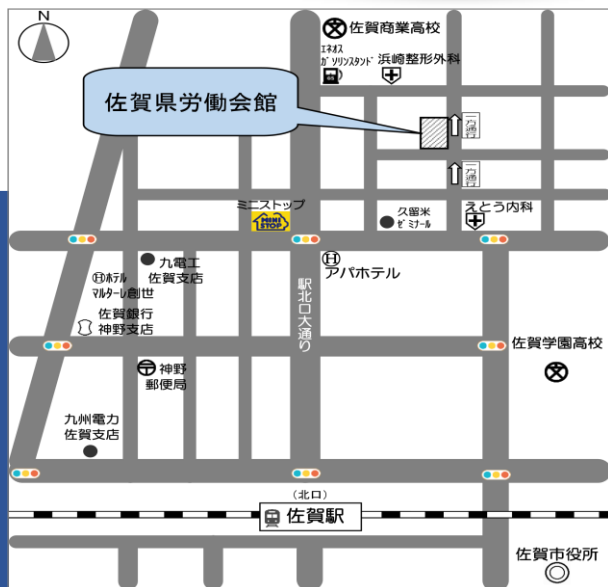 N
佐賀商業高校
エネオス
ガソリンスタンド
浜崎整形外科
佐賀県労働会館
一方通行
一方通行
ミニストップ
MINI
STOP
久留米
ゼミナール
えとう内科
九電工
佐賀支店
Hホテル
マルターレ創世
H
アパホテル
駅北口大通り
佐賀銀行
神野支店
佐賀学園高校
神野
郵便局
九州電力
佐賀支店
(北口)
佐賀駅
佐賀市役所